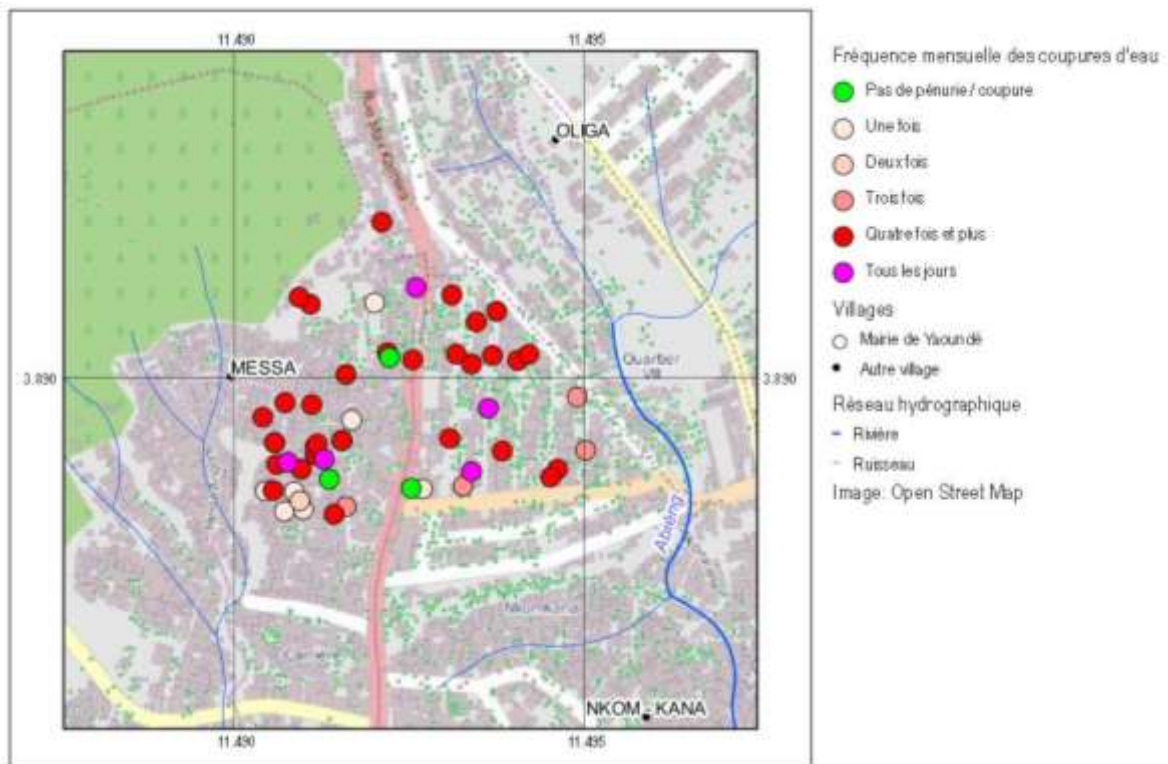 11.490 11.495
OLIGA
MESSA
3.890 3.890
Quartier
VIII
Abiéng
NKOM - KANA
11.490 11.495
Fréquence mensuelle des coupures d'eau
Pas de pénurie / coupure
Une fois
Deux fois
Trois fois
Quatre fois et plus
Tous les jours
Villages
Mairie de Yaoundé
Autre village
Réseau hydrographique
Rivière
Ruisseau
Image: Open Street Map